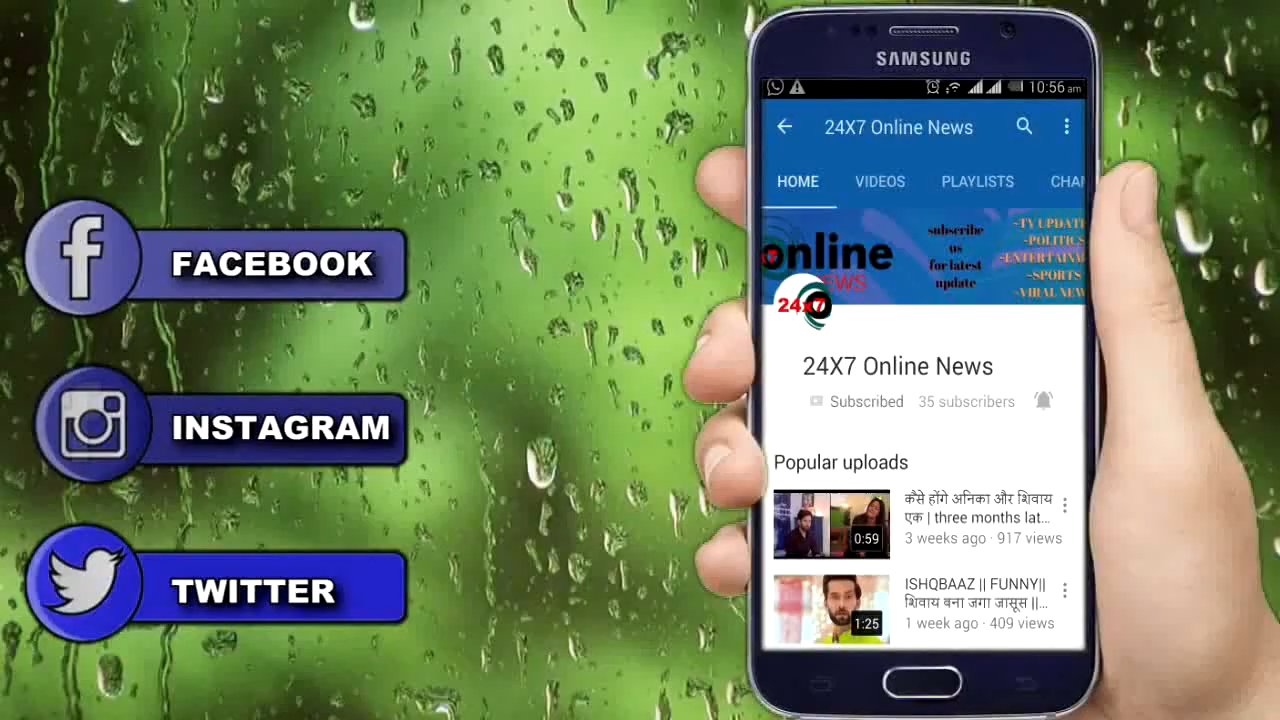 FACEBOOK
INSTAGRAM
TWITTER
SAMSUNG
10:56 am
24X7 Online News
HOME VIDEOS PLAYLISTS CHAN
online
NEWS
subscribe
us
for latest
update
~TV UPDATE
~POLITICS
~ENTERTAINM
~SPORTS
~VIRAL NEWS
24x7
24X7 Online News
Subscribed 35 subscribers
Popular uploads
कैसे होंगे अनिका और शिवाय
एक | three months lat...
3 weeks ago · 917 views
0:59
ISHQBAAZ || FUNNY||
शिवाय बना जगा जासूस ||...
1 week ago · 409 views
1:25